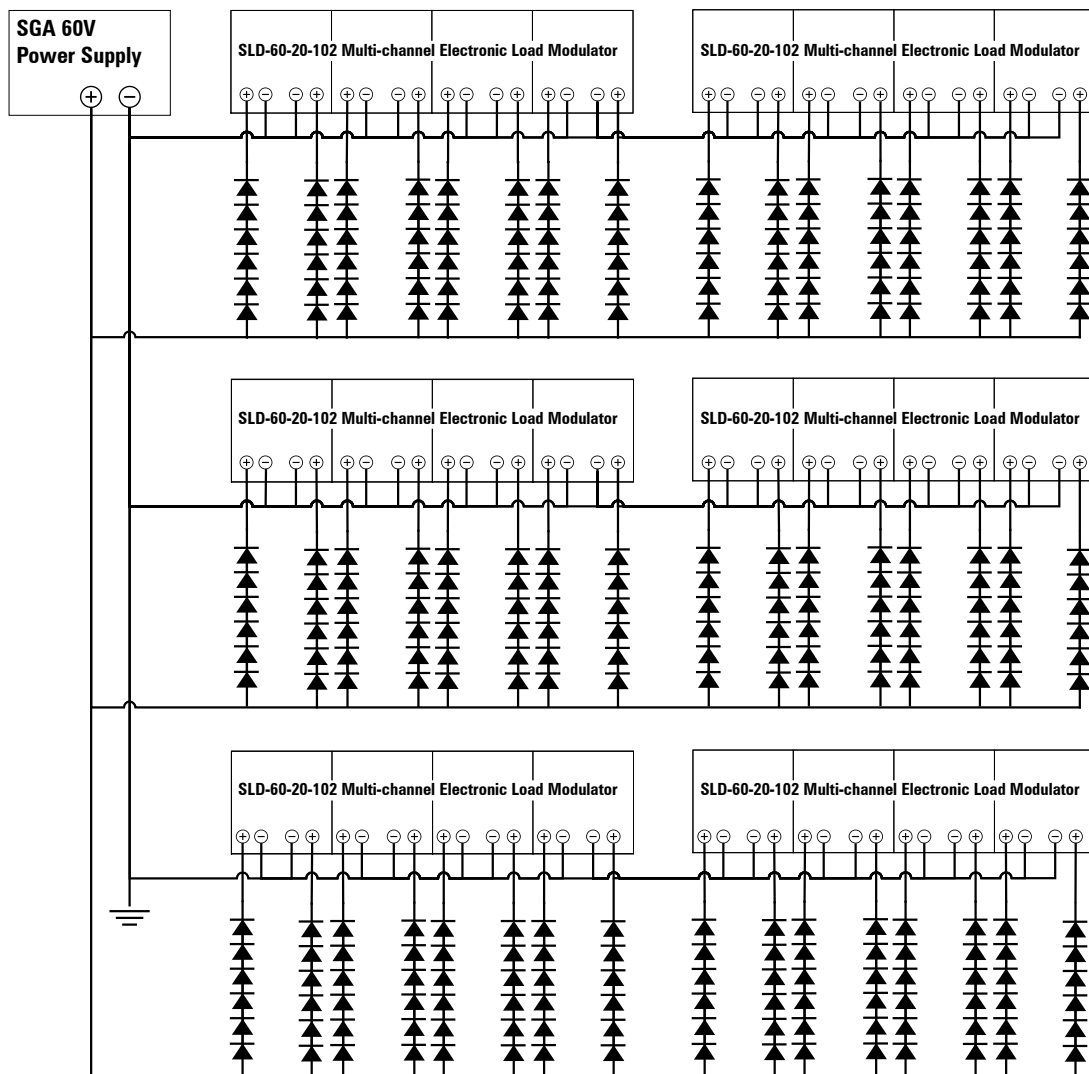 SGA 60V
Power Supply
+ −
SLD-60-20-102 Multi-channel Electronic Load Modulator
+ − − + + − − + + − − + + − − +
SLD-60-20-102 Multi-channel Electronic Load Modulator
+ − − + + − − + + − − + + − − +
SLD-60-20-102 Multi-channel Electronic Load Modulator
+ − − + + − − + + − − + + − − +
SLD-60-20-102 Multi-channel Electronic Load Modulator
+ − − + + − − + + − − + + − − +
SLD-60-20-102 Multi-channel Electronic Load Modulator
+ − − + + − − + + − − + + − − +
SLD-60-20-102 Multi-channel Electronic Load Modulator
+ − − + + − − + + − − + + − − +